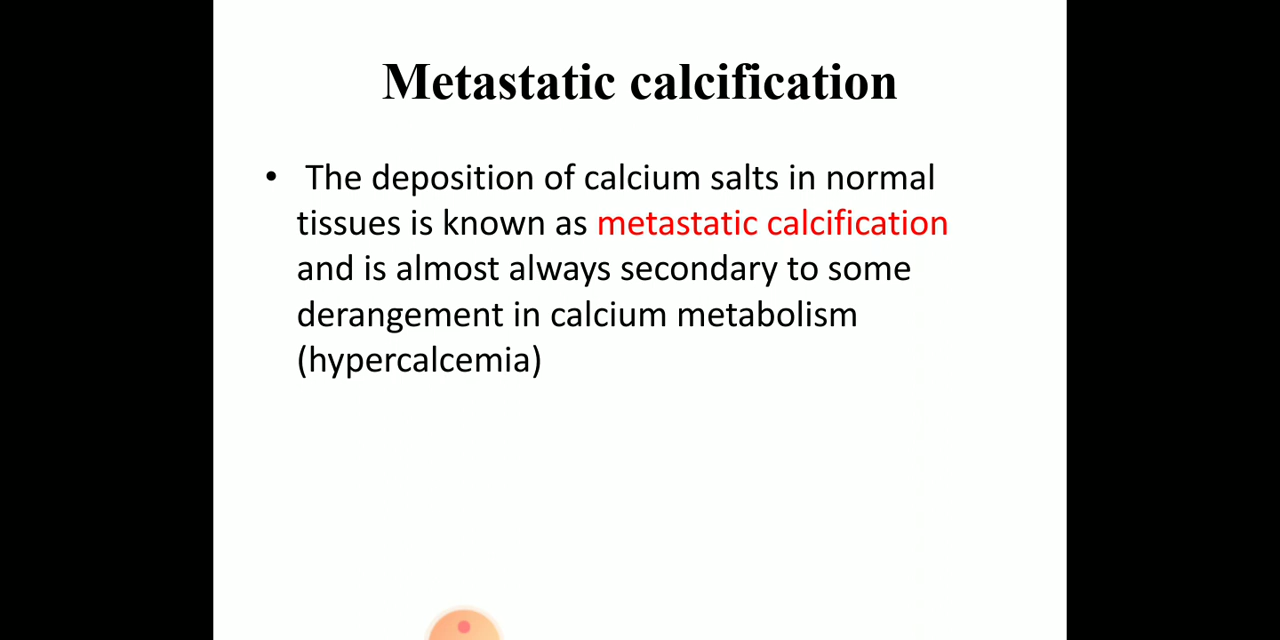 Metastatic calcification
• The deposition of calcium salts in normal
tissues is known as metastatic calcification
and is almost always secondary to some
derangement in calcium metabolism
(hypercalcemia)